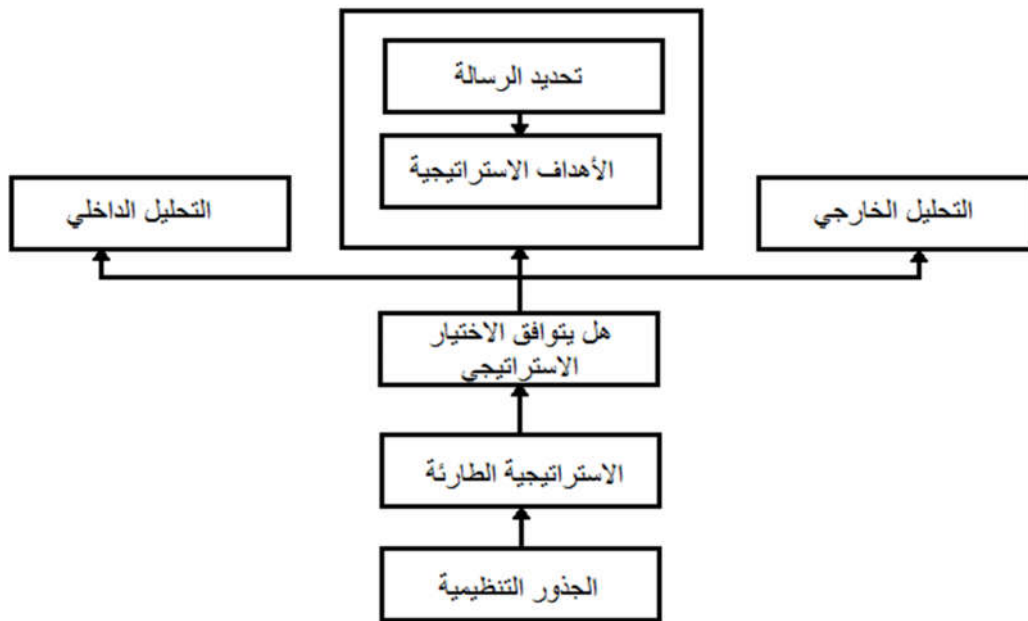 تحديد الرسالة
الأهداف الاستراتيجية
التحليل الخارجي
التحليل الداخلي
هل يتوافق الاختيار
الاستراتيجي
الاستراتيجية الطارئة
الجذور التنظيمية